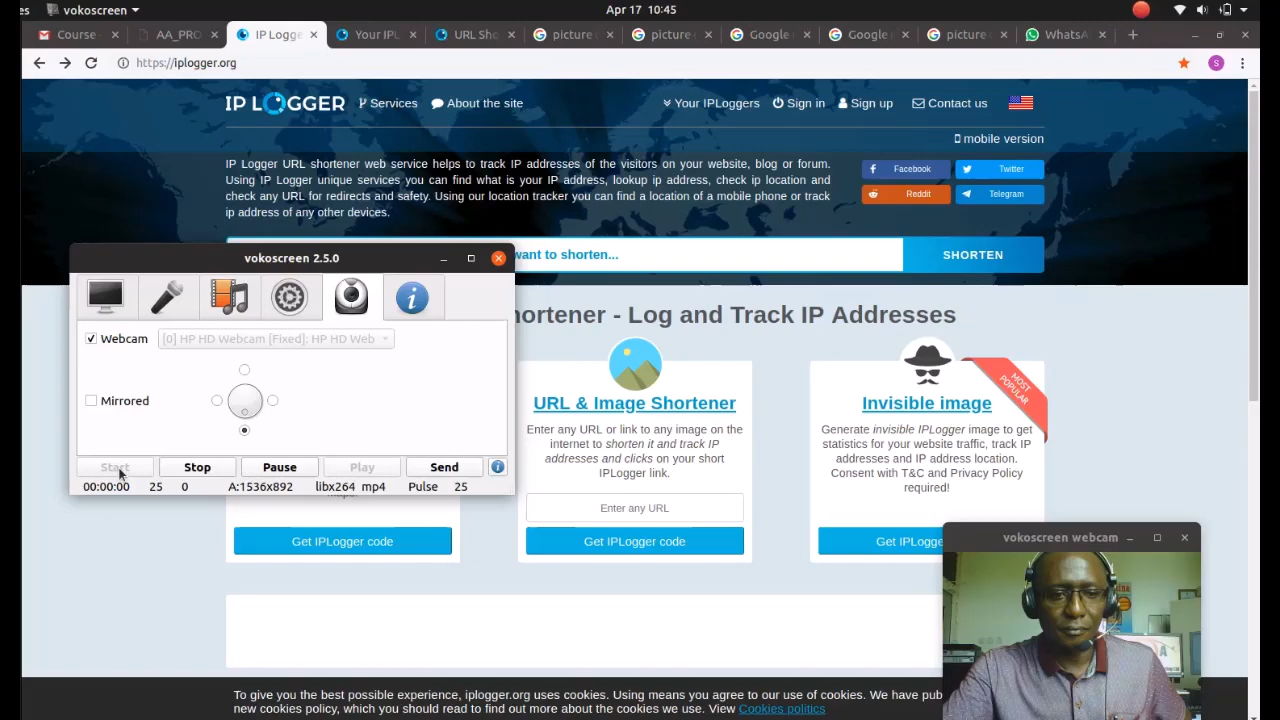 es
vokoscreen
Apr 17 10:45
Course
AA_PRO
IP Logge
Your IPL
URL Sho
picture
picture
Google
Google
picture
WhatsA
https://iplogger.org
S
IP LOGGER
Services
About the site
Your IPLoggers
Sign in
Sign up
Contact us
mobile version
IP Logger URL shortener web service helps to track IP addresses of the visitors on your website, blog or forum.
Using IP Logger unique services you can find what is your IP address, lookup ip address, check ip location and
check any URL for redirects and safety. Using our location tracker you can find a location of a mobile phone or track
ip address of any other devices.
Facebook
Twitter
Reddit
Telegram
want to shorten...
SHORTEN
vokoscreen 2.5.0
Webcam
[0] HP HD Webcam [Fixed]: HP HD Web
Mirrored
Start
Stop
Pause
Play
Send
00:00:00 25 0 A:1536x892 libx264 mp4 Pulse 25
hortener - Log and Track IP Addresses
URL & Image Shortener
Enter any URL or link to any image on the
internet to shorten it and track IP
addresses and clicks on your short
IPLogger link.
Enter any URL
Get IPLogger code
Get IPLogger code
MOST
POPULAR
Invisible image
Generate invisible IPLogger image to get
statistics for your website traffic, track IP
addresses and IP address location.
Consent with T&C and Privacy Policy
required!
Get IPLogge
vokoscreen webcam
To give you the best possible experience, iplogger.org uses cookies. Using means you agree to our use of cookies. We have pub
new cookies policy, which you should read to find out more about the cookies we use. View Cookies politics